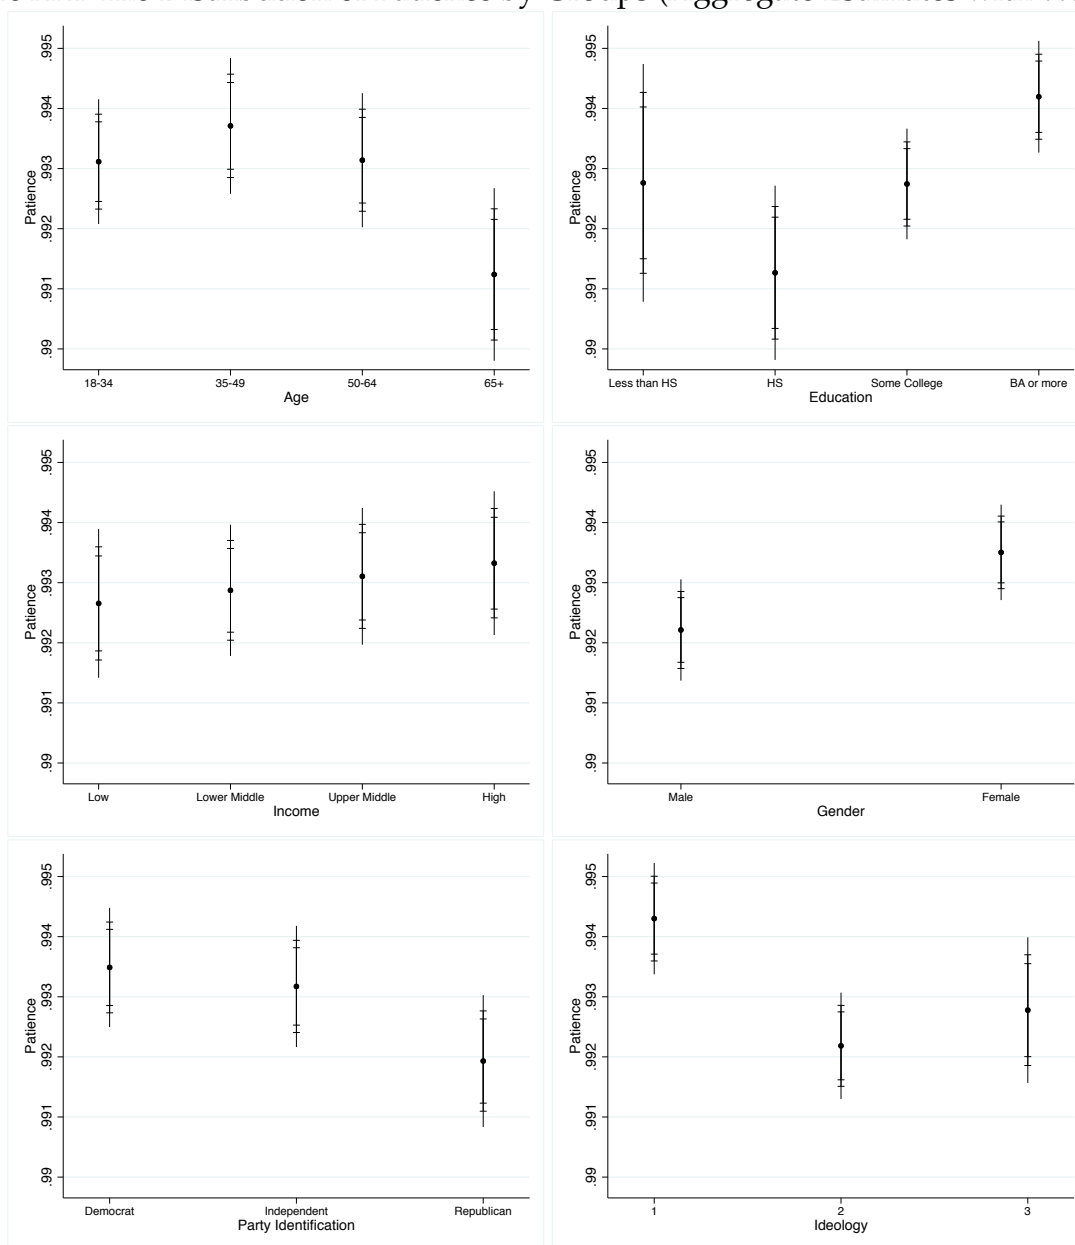 by Groups (Aggregate Estimates
.995
.994
.993
.992
.991
.99
Patience
18-34 35-49 50-64 65+
Age
.995
.994
.993
.992
.991
.99
Patience
Less than HS HS Some College BA or more
Education
.995
.994
.993
.992
.991
.99
Patience
Low Lower Middle Upper Middle High
Income
.995
.994
.993
.992
.991
.99
Patience
Male Female
Gender
.995
.994
.993
.992
.991
.99
Patience
Democrat Independent Republican
Party Identification
.995
.994
.993
.992
.991
.99
Patience
1 2 3
Ideology